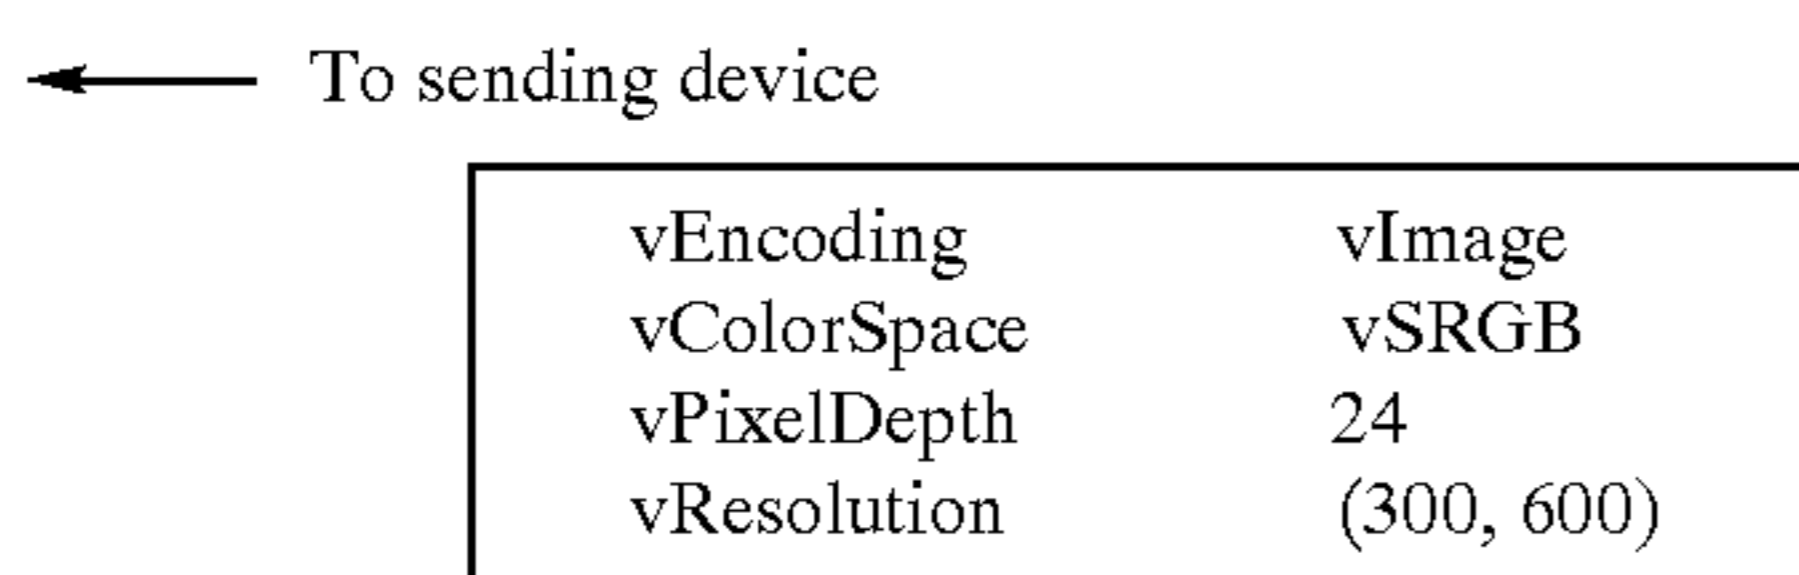 To sending device
vEncoding vImage
vColorSpace vSRGB
vPixelDepth 24
vResolution (300, 600)